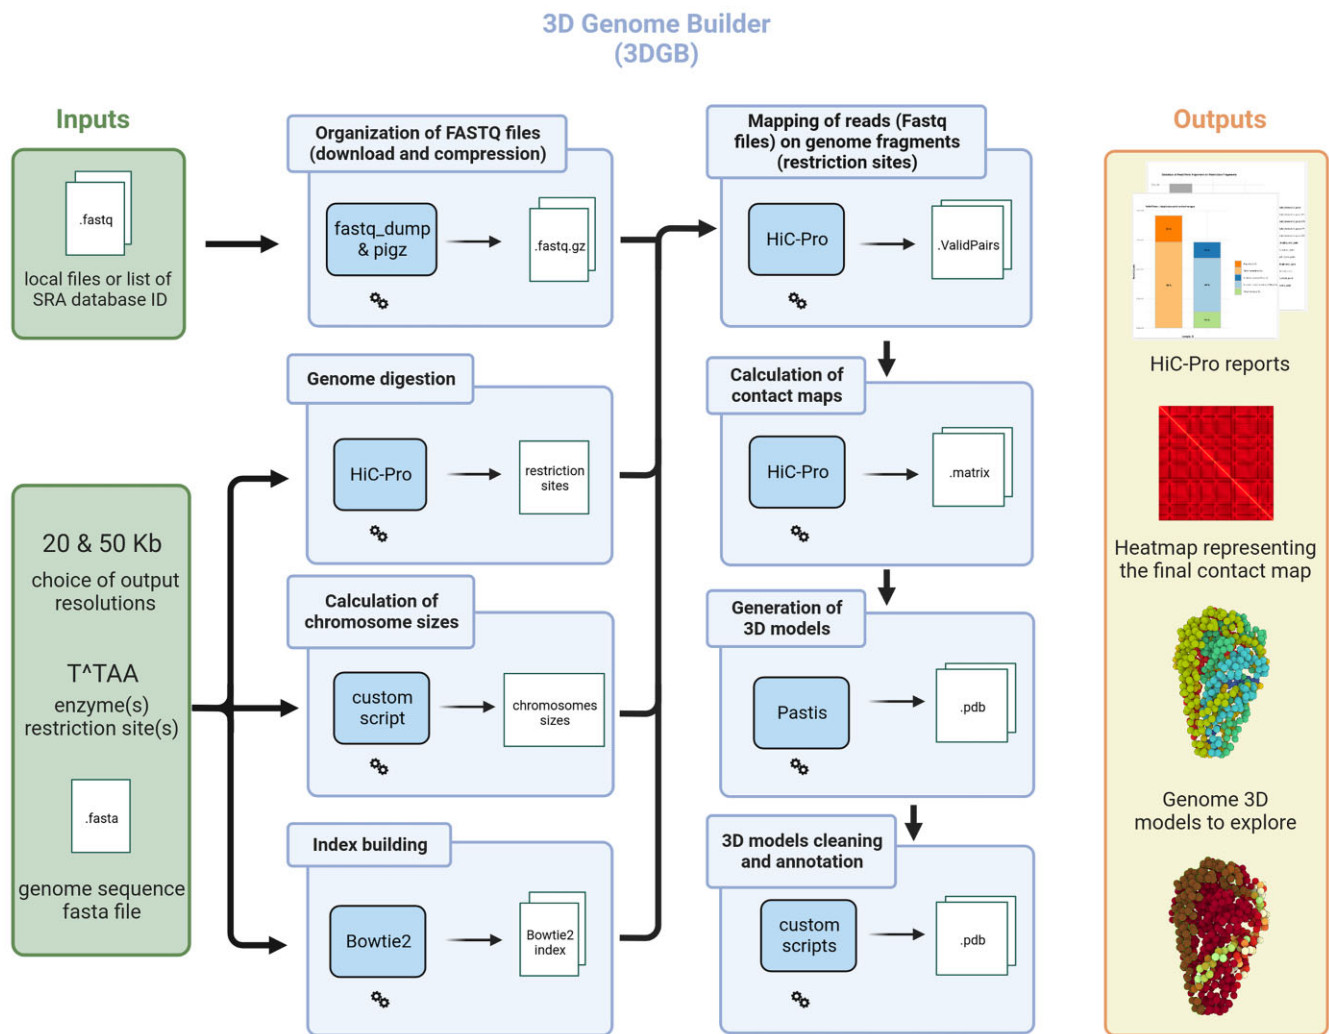 3D Genome Builder
(3DGB)
Inputs
.fastq
local files or list of
SRA database ID
20 & 50 Kb
choice of output
resolutions
T^TAA
enzyme(s)
restriction site(s)
.fasta
genome sequence
fasta file
Organization of FASTQ files
(download and compression)
fastq_dump
& pigz
.fastq.gz
Genome digestion
HiC-Pro
restriction
sites
Calculation of
chromosome sizes
custom
script
chromosomes
sizes
Index building
Bowtie2
Bowtie2
index
Mapping of reads (Fastq
files) on genome fragments
(restriction sites)
HiC-Pro
.ValidPairs
Calculation of
contact maps
HiC-Pro
.matrix
Generation of
3D models
Pastis
.pdb
3D models cleaning
and annotation
custom
scripts
.pdb
Outputs
HiC-Pro reports
Heatmap representing
the final contact map
Genome 3D
models to explore